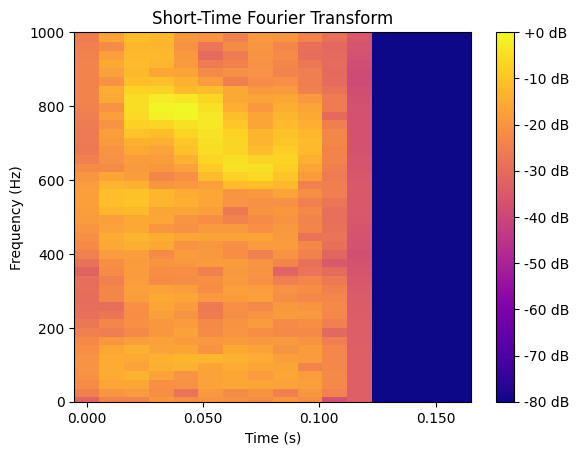 Short-Time Fourier Transform
Frequency (Hz)
1000
800
600
400
200
0
0.000
0.050
0.100
0.150
Time (s)
+0 dB
-10 dB
-20 dB
-30 dB
-40 dB
-50 dB
-60 dB
-70 dB
-80 dB